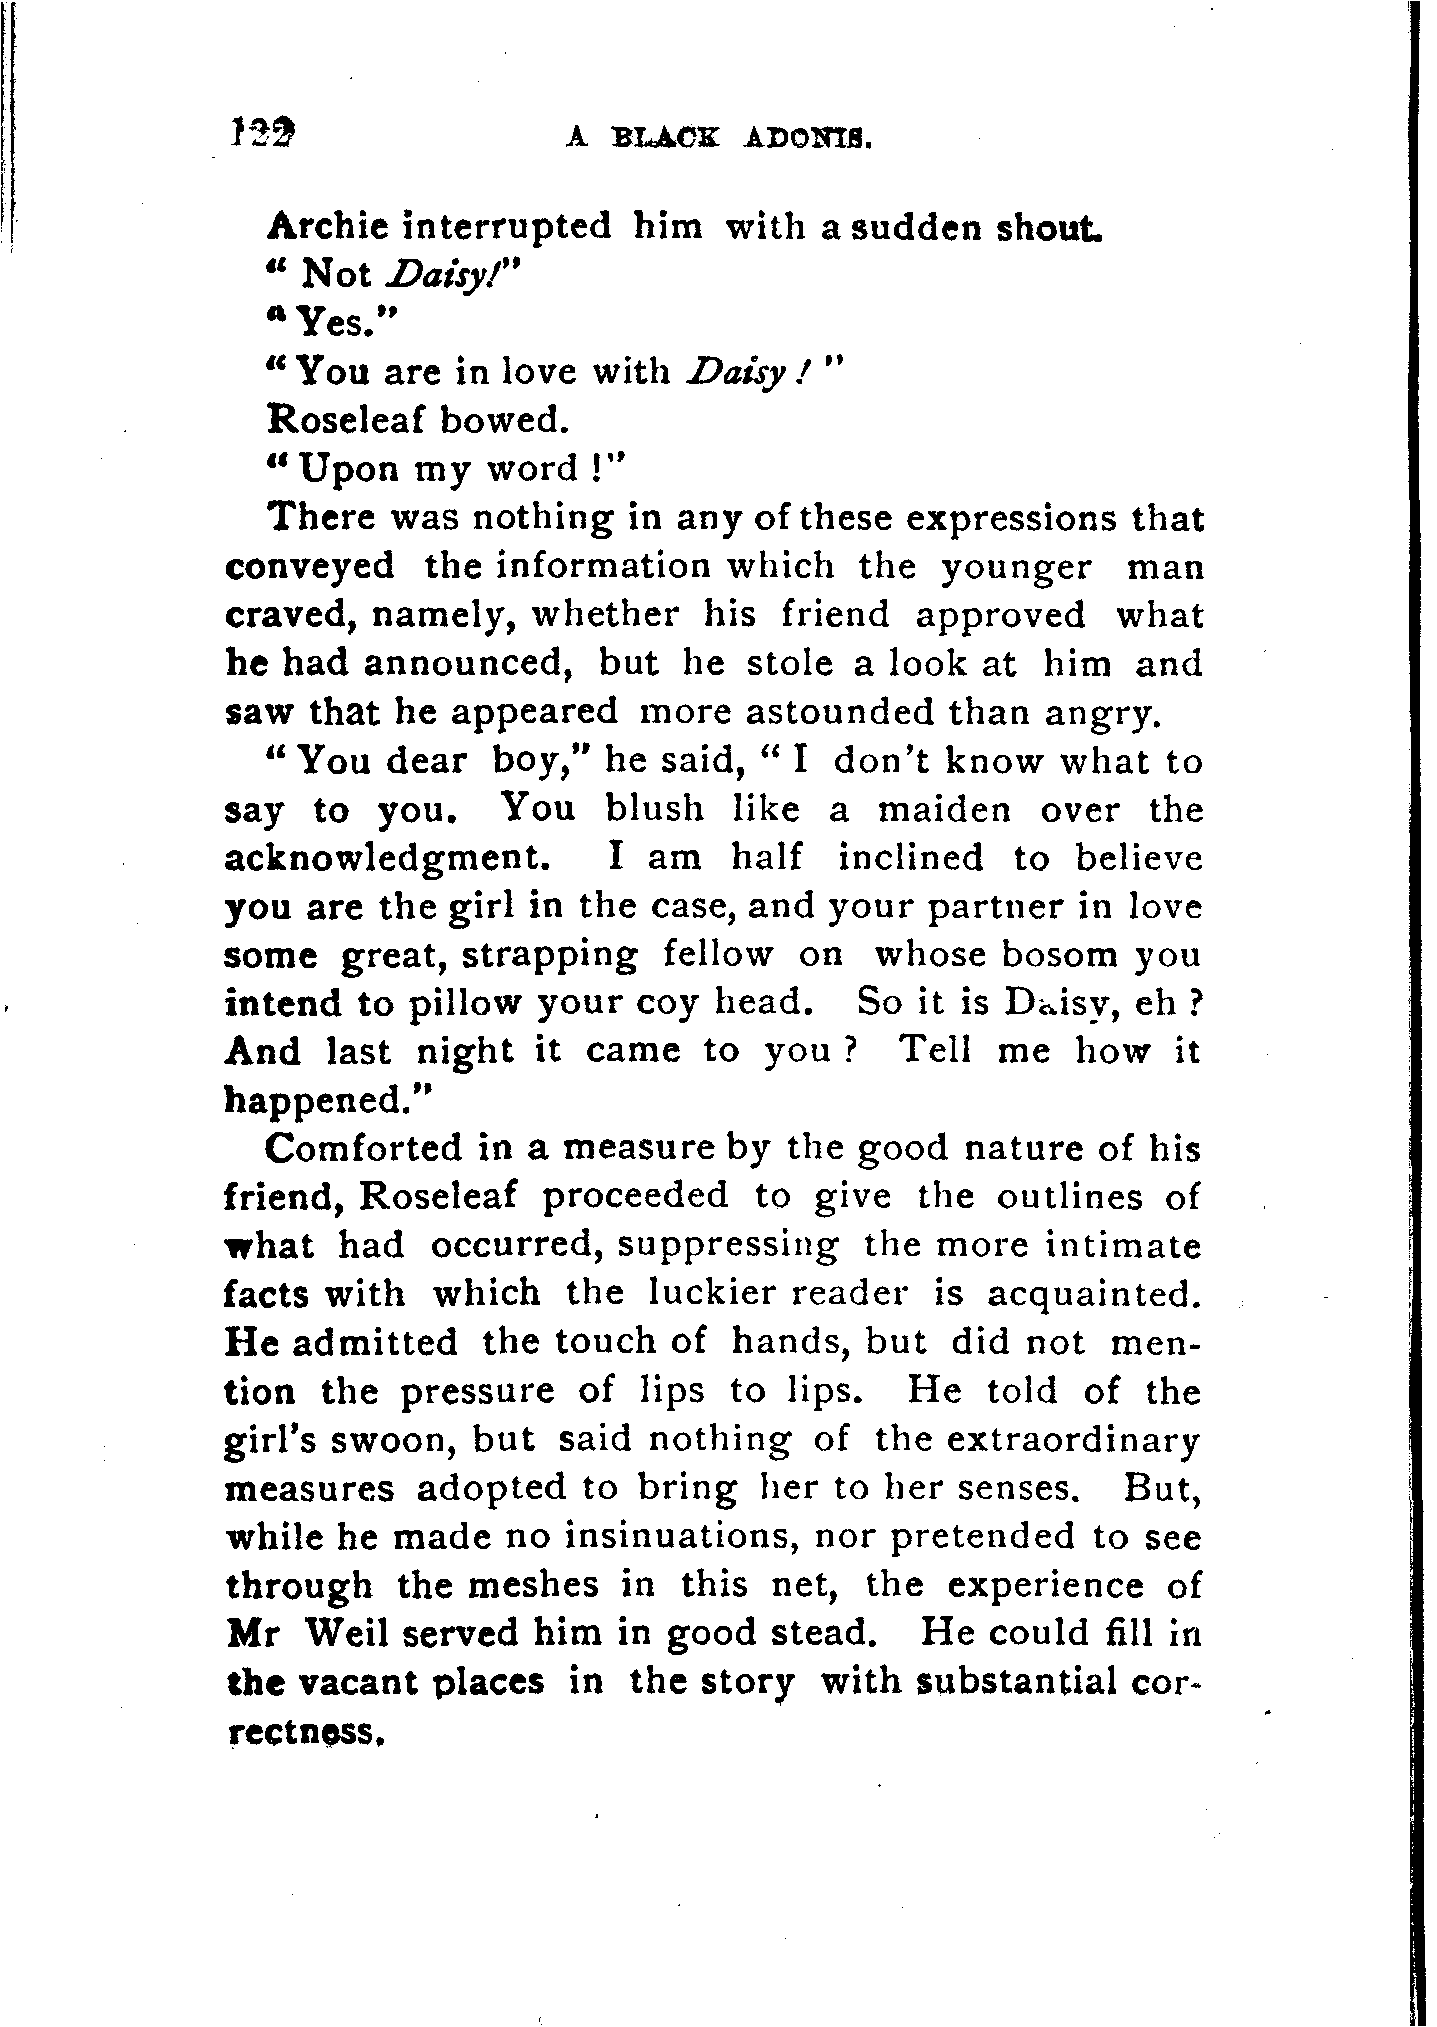 122 A BLACK ADONIS.
Archie interrupted him with a sudden shout.
“ Not Daisy!”
“ Yes.”
“ You are in love with Daisy ! ”
Roseleaf bowed.
“ Upon my word !”
There was nothing in any of these expressions that
conveyed the information which the younger man
craved, namely, whether his friend approved what
he had announced, but he stole a look at him and
saw that he appeared more astounded than angry.
“ You dear boy,” he said, “ I don't know what to
say to you. You blush like a maiden over the
acknowledgment. I am half inclined to believe
you are the girl in the case, and your partner in love
some great, strapping fellow on whose bosom you
intend to pillow your coy head. So it is Daisy, eh ?
And last night it came to you ? Tell me how it
happened.”
Comforted in a measure by the good nature of his
friend, Roseleaf proceeded to give the outlines of
what had occurred, suppressing the more intimate
facts with which the luckier reader is acquainted.
He admitted the touch of hands, but did not men-
tion the pressure of lips to lips. He told of the
girl's swoon, but said nothing of the extraordinary
measures adopted to bring her to her senses. But,
while he made no insinuations, nor pretended to see
through the meshes in this net, the experience of
Mr Weil served him in good stead. He could fill in
the vacant places in the story with substantial cor-
rectness.